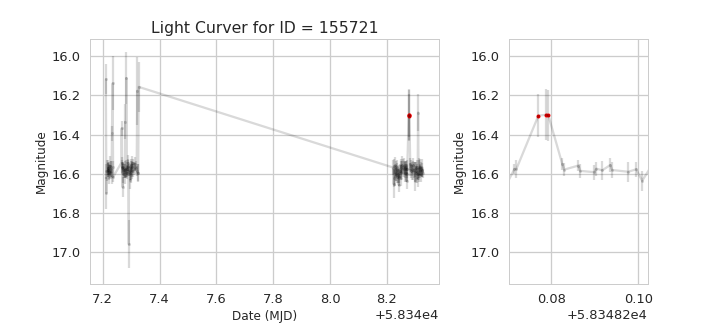 Light Curver for ID = 155721
16.0
16.2
16.4
16.6
16.8
17.0
Magnitude
7.2 7.4 7.6 7.8 8.0 8.2
Date (MJD)
+5.834e4
16.0
16.2
16.4
16.6
16.8
17.0
Magnitude
0.08 0.10
+5.83482e4